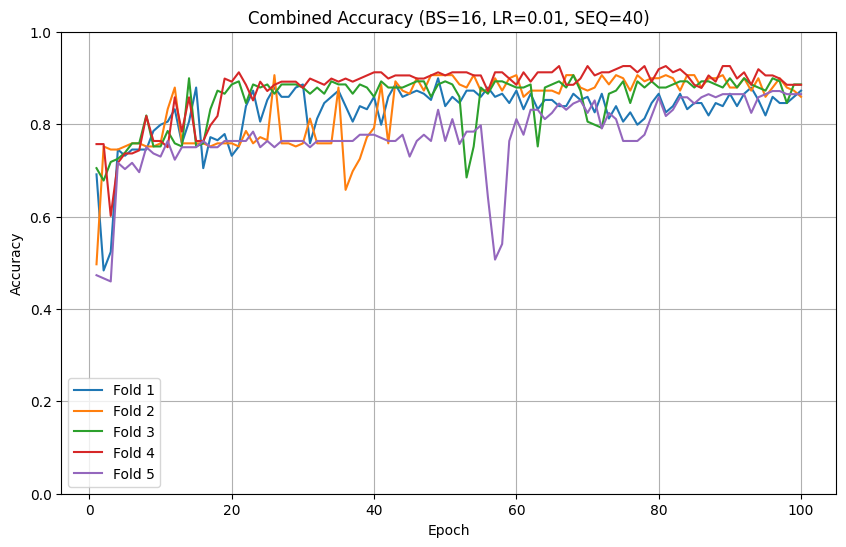 Combined Accuracy (BS=16, LR=0.01, SEQ=40)
1.0
0.8
0.6
0.4
0.2
0.0
Accuracy
Fold 1
Fold 2
Fold 3
Fold 4
Fold 5
0 20 40 60 80 100
Epoch